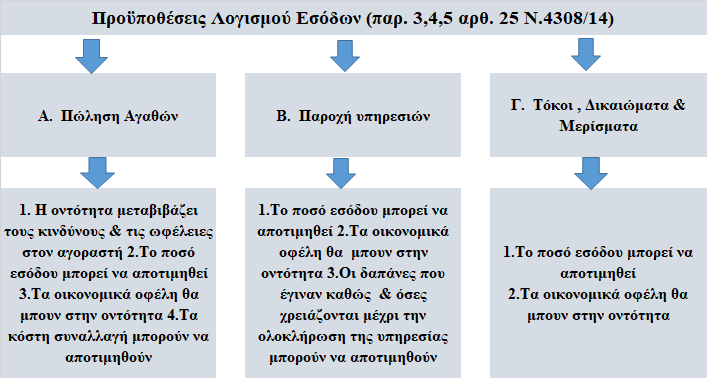 Προϋποθέσεις Λογισμού Εσόδων (παρ. 3,4,5 αρθ. 25 Ν.4308/14)
Α. Πώληση Αγαθών
Β. Παροχή υπηρεσιών
Γ. Τόκοι , Δικαιώματα &
Μερίσματα
1. Η οντότητα μεταβιβάζει
τους κινδύνους & τις ωφέλειες
στον αγοραστή 2.Το ποσό
εσόδου μπορεί να αποτιμηθεί
3.Τα οικονομικά οφέλη θα
μπουν στην οντότητα 4.Τα
κόστη συναλλαγή μπορούν να
αποτιμηθούν
1.Το ποσό εσόδου μπορεί να
αποτιμηθεί 2.Τα οικονομικά
οφέλη θα μπουν στην
οντότητα 3.Οι δαπάνες που
έγιναν καθώς & όσες
χρειάζονται μέχρι την
ολοκλήρωση της υπηρεσίας
μπορούν να αποτιμηθούν
1.Το ποσό εσόδου μπορεί να
αποτιμηθεί
2.Τα οικονομικά οφέλη θα
μπουν στην οντότητα